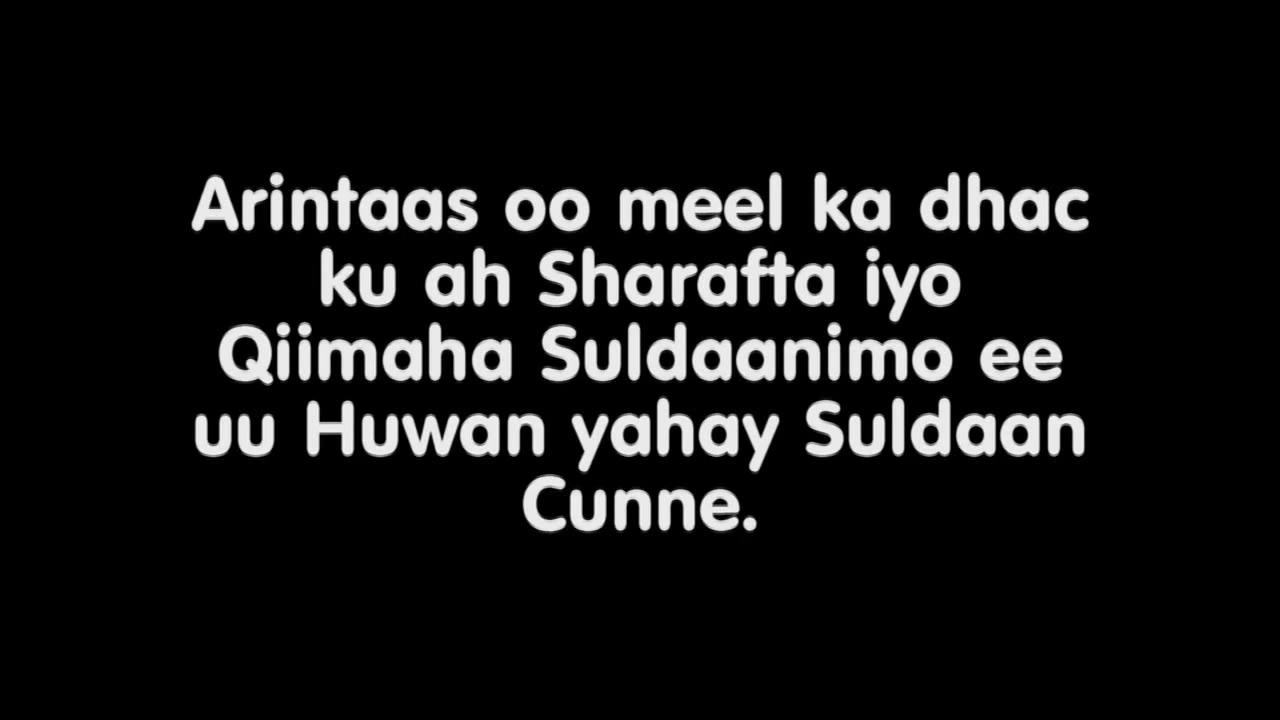 Arintaas oo meel ka dhac
ku ah Sharafta iyo
Qiimaha Suldaanimo ee
uu Huwan yahay Suldaan
Cunne.